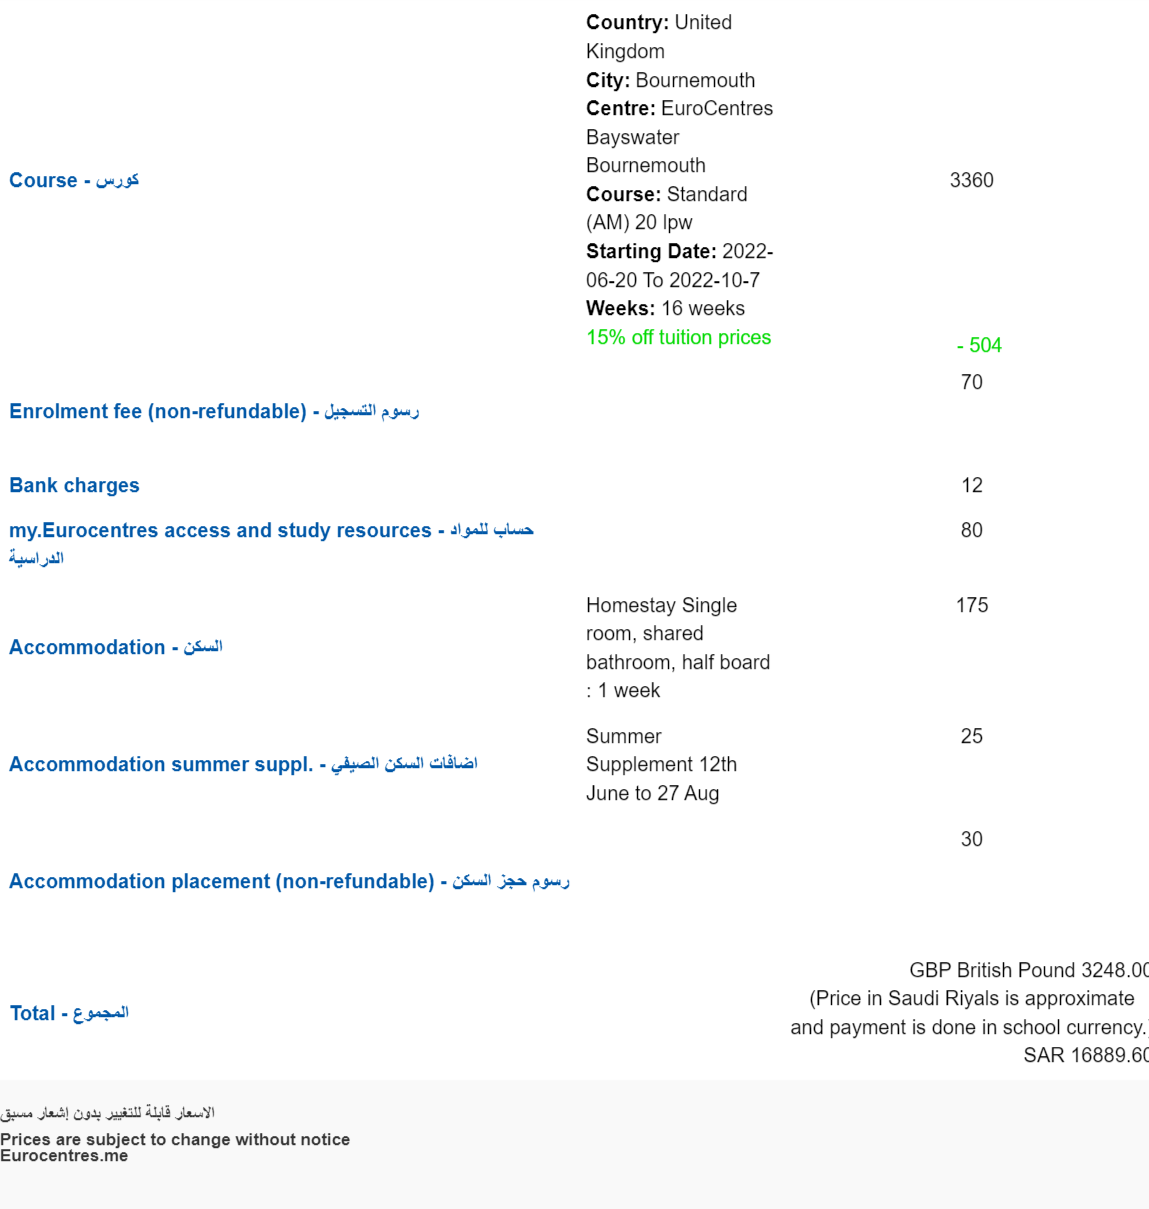 Country: United
Kingdom
City: Bournemouth
Centre: EuroCentres
Bayswater
Bournemouth
Course - كورس
3360
Course: Standard
(AM) 20 lpw
Starting Date: 2022-
06-20 To 2022-10-7
Weeks: 16 weeks
15% off tuition prices
- 504
70
Enrolment fee (non-refundable) - رسوم التسجيل
Bank charges
12
my.Eurocentres access and study resources - حساب للمواد
الدراسية
80
Accommodation - السكن
Homestay Single
room, shared
bathroom, half board
: 1 week
175
Accommodation summer suppl. - اضافات السكن الصيفي
Summer
Supplement 12th
June to 27 Aug
25
30
Accommodation placement (non-refundable) - رسوم حجز السكن
Total - المجموع
GBP British Pound 3248.00
(Price in Saudi Riyals is approximate
and payment is done in school currency.)
SAR 16889.60
الاسعار قابلة للتغيير بدون إشعار مسبق
Prices are subject to change without notice
Eurocentres.me